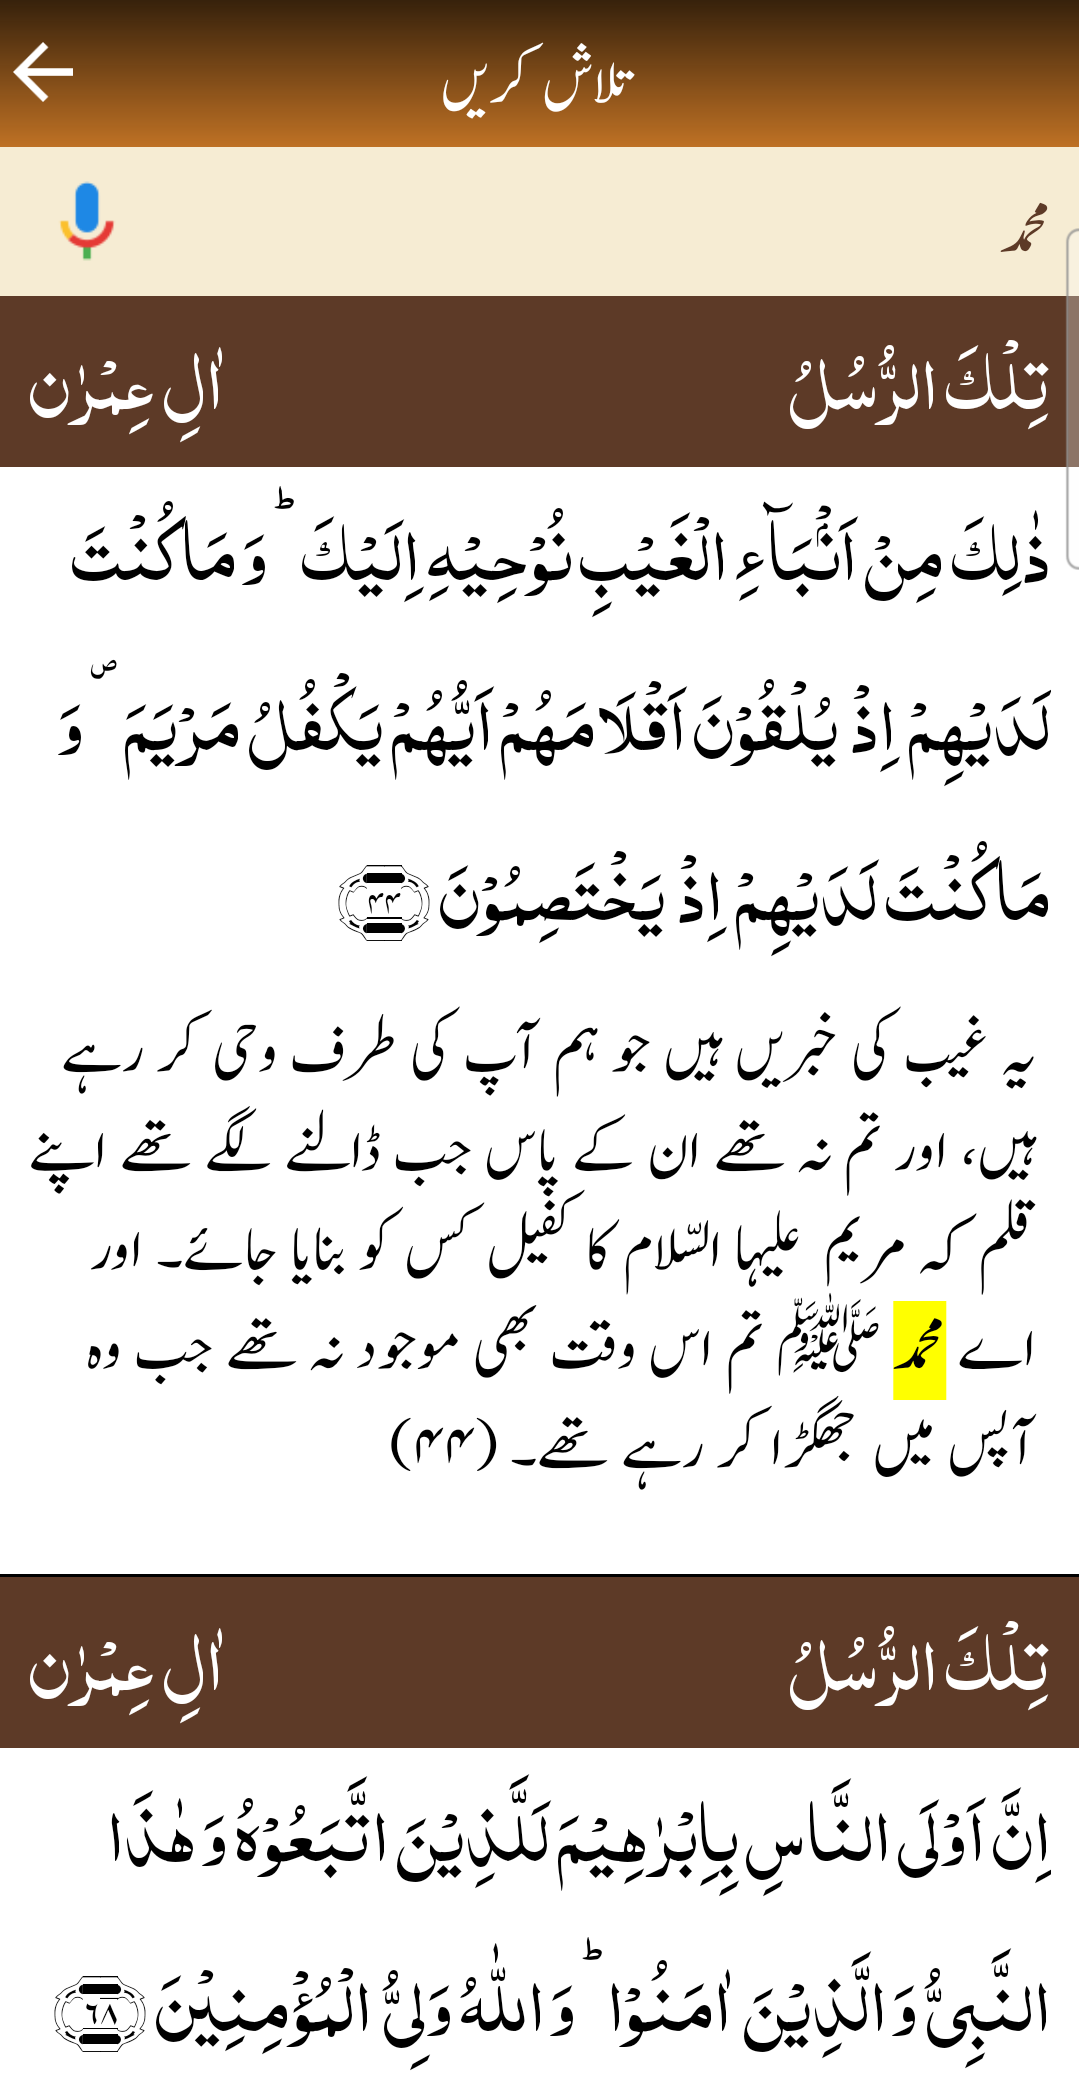 تلاش کریں
محمد
تِلْكَ الرُّسُلُ اٰلِ عِمْرٰن
ذٰلِكَ مِنْ اَنْۢبَآءِ الْغَيْبِ نُوْحِيْهِ اِلَيْكَ ؕ وَ مَا كُنْتَ
لَدَيْهِمْ اِذْ يُلْقُوْنَ اَقْلَامَهُمْ اَيُّهُمْ يَكْفُلُ مَرْيَمَ ۪ وَ
مَا كُنْتَ لَدَيْهِمْ اِذْ يَخْتَصِمُوْنَ ﴿۴۴﴾
یہ غیب کی خبریں ہیں جو ہم آپ کی طرف وحی کر رہے
ہیں، اور تم نہ تھے ان کے پاس جب ڈالنے لگے تھے اپنے
قلم کہ مریم علیہا السّلام کا کفیل کس کو بنایا جائے۔ اور
اے محمد ﷺ تم اس وقت بھی موجود نہ تھے جب وہ
آپس میں جھگڑا کر رہے تھے۔ (۴۴)
تِلْكَ الرُّسُلُ اٰلِ عِمْرٰن
اِنَّ اَوْلَى النَّاسِ بِاِبْرٰهِيْمَ لَلَّذِيْنَ اتَّبَعُوْهُ وَ هٰذَا
النَّبِىُّ وَ الَّذِيْنَ اٰمَنُوْا ؕ وَ اللّٰهُ وَلِىُّ الْمُؤْمِنِيْنَ ﴿۶۸﴾